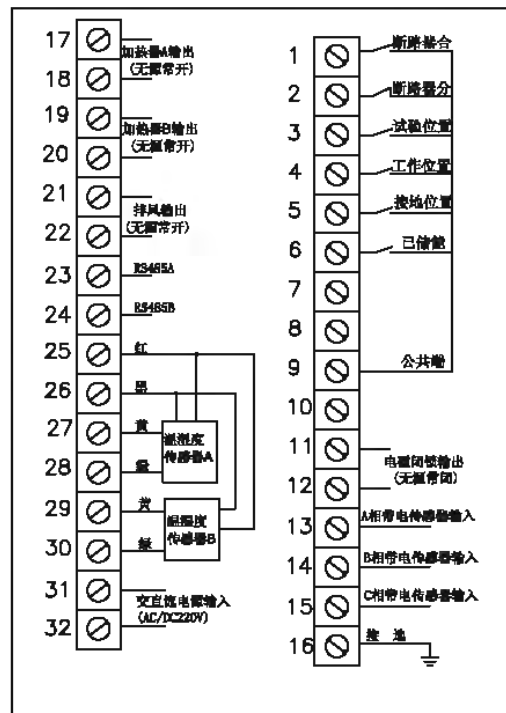 17
加热器A输出
18
(无源常开)
19
加热器B输出
20
(无源常开)
21
排风输出
22
(无源常开)
23 RS485A
24 RS485B
25 红
26 黑
27 黄
温湿度
传感器A
28 绿
29 黄
温湿度
传感器B
30 绿
31
交直流电源输入
32
(AC/DC220V)
1 断路器合
2 断路器分
3 试验位置
4 工作位置
5 接地位置
6 已储能
7
8
9 公共端
10
11
电磁闭锁输出
12
(无源常闭)
13 A相带电传感器输入
14 B相带电传感器输入
15 C相带电传感器输入
16 接 地